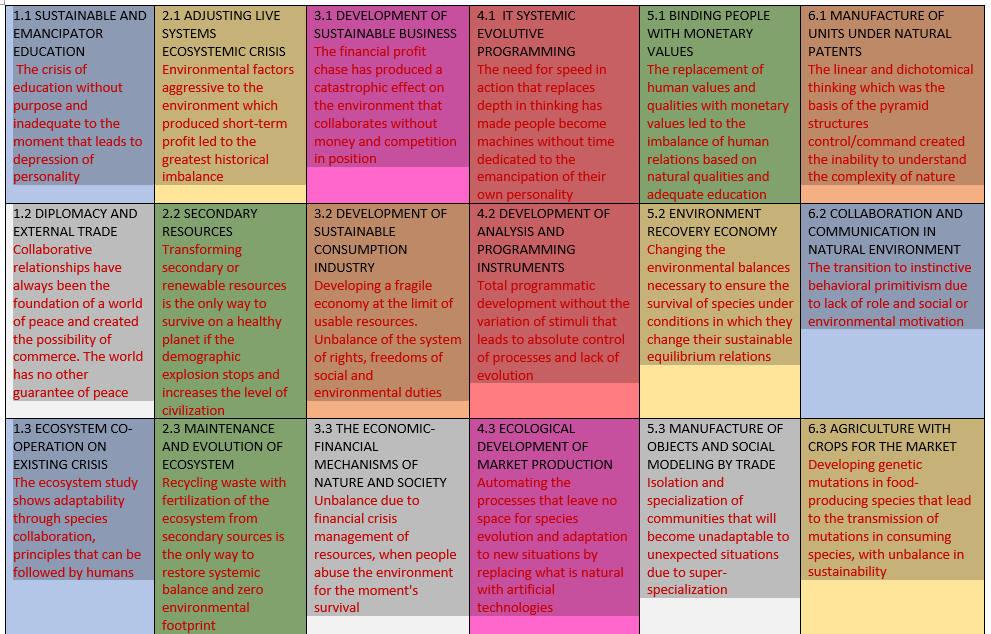 1.1 SUSTAINABLE AND
EMANCIPATOR
EDUCATION
The crisis of
education without
purpose and
inadequate to the
moment that leads to
depression of
personality
2.1 ADJUSTING LIVE
SYSTEMS
ECOSYSTEMIC CRISIS
Environmental factors
aggressive to the
environment which
produced short-term
profit led to the
greatest historical
imbalance
3.1 DEVELOPMENT OF
SUSTAINABLE BUSINESS
The financial profit
chase has produced a
catastrophic effect on
the environment that
collaborates without
money and competition
in position
4.1 IT SYSTEMIC
EVOLUTIVE
PROGRAMMING
The need for speed in
action that replaces
depth in thinking has
made people become
machines without time
dedicated to the
emancipation of their
own personality
5.1 BINDING PEOPLE
WITH MONETARY
VALUES
The replacement of
human values and
qualities with monetary
values led to the
imbalance of human
relations based on
natural qualities and
adequate education
6.1 MANUFACTURE OF
UNITS UNDER NATURAL
PATENTS
The linear and dichotomical
thinking which was the
basis of the pyramid
structures
control/command created
the inability to understand
the complexity of nature
1.2 DIPLOMACY AND
EXTERNAL TRADE
Collaborative
relationships have
always been the
foundation of a world
of peace and created
the possibility of
commerce. The world
has no other
guarantee of peace
2.2 SECONDARY
RESOURCES
Transforming
secondary or
renewable resources
is the only way to
survive on a healthy
planet if the
demographic
explosion stops and
increases the level of
civilization
3.2 DEVELOPMENT OF
SUSTAINABLE
CONSUMPTION
INDUSTRY
Developing a fragile
economy at the limit of
usable resources.
Unbalance of the system
of rights, freedoms of
social and
environmental duties
4.2 DEVELOPMENT OF
ANALYSIS AND
PROGRAMMING
INSTRUMENTS
Total programmatic
development without the
variation of stimuli that
leads to absolute control
of processes and lack of
evolution
5.2 ENVIRONMENT
RECOVERY ECONOMY
Changing the
environmental balances
necessary to ensure the
survival of species under
conditions in which they
change their sustainable
equilibrium relations
6.2 COLLABORATION AND
COMMUNICATION IN
NATURAL ENVIRONMENT
The transition to instinctive
behavioral primitivism due
to lack of role and social or
environmental motivation
1.3 ECOSYSTEM CO-
OPERATION ON
EXISTING CRISIS
The ecosystem study
shows adaptability
through species
collaboration,
principles that can be
followed by humans
2.3 MAINTENANCE
AND EVOLUTION OF
ECOSYSTEM
Recycling waste with
fertilization of the
ecosystem from
secondary sources is
the only way to
restore systemic
balance and zero
environmental
footprint
3.3 THE ECONOMIC-
FINANCIAL
MECHANISMS OF
NATURE AND SOCIETY
Unbalance due to
financial crisis
management of
resources, when people
abuse the environment
for the moment's
survival
4.3 ECOLOGICAL
DEVELOPMENT OF
MARKET PRODUCTION
Automating the
processes that leave no
space for species
evolution and adaptation
to new situations by
replacing what is natural
with artificial
technologies
5.3 MANUFACTURE OF
OBJECTS AND SOCIAL
MODELING BY TRADE
Isolation and
specialization of
communities that will
become unadaptable to
unexpected situations
due to super-
specialization
6.3 AGRICULTURE WITH
CROPS FOR THE MARKET
Developing genetic
mutations in food-
producing species that lead
to the transmission of
mutations in consuming
species, with unbalance in
sustainability